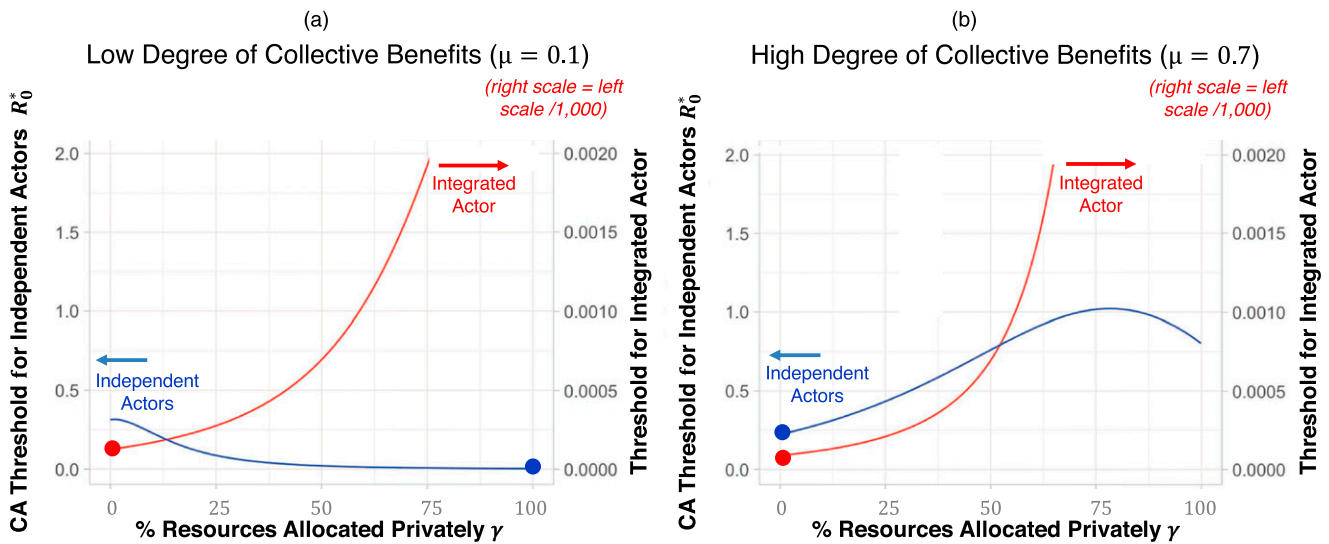 (a)
Low Degree of Collective Benefits (μ = 0.1)
(right scale = left
scale /1,000)
CA Threshold for Independent Actors R₀*
2.0
1.5
1.0
0.5
0.0
0.0020
0.0015
0.0010
0.0005
0.0000
Threshold for Integrated Actor
Integrated
Actor
Independent
Actors
0 25 50 75 100
% Resources Allocated Privately γ
(b)
High Degree of Collective Benefits (μ = 0.7)
(right scale = left
scale /1,000)
CA Threshold for Independent Actors R₀*
2.0
1.5
1.0
0.5
0.0
0.0020
0.0015
0.0010
0.0005
0.0000
Threshold for Integrated Actor
Integrated
Actor
Independent
Actors
0 25 50 75 100
% Resources Allocated Privately γ